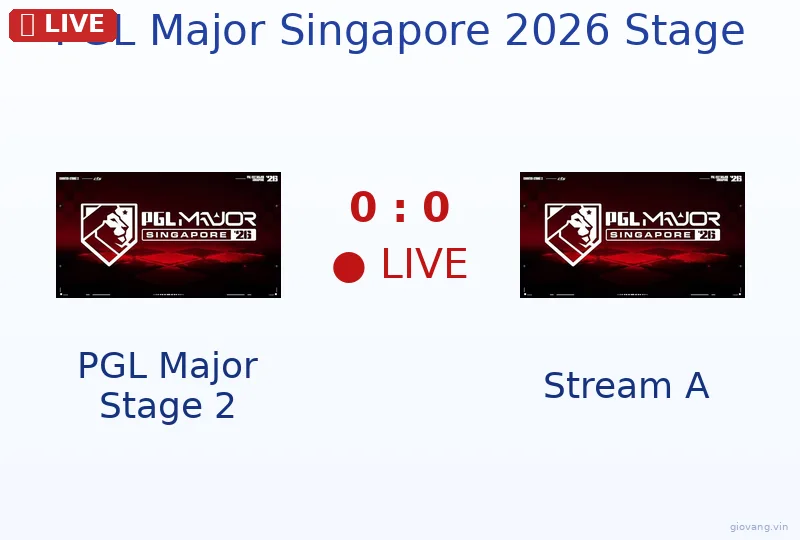 LIVE
PGL Major Singapore 2026 Stage
PGL MAJOR
SINGAPORE '26
0 : 0
● LIVE
PGL MAJOR
SINGAPORE '26
PGL Major
Stage 2
Stream A
giovang.vin